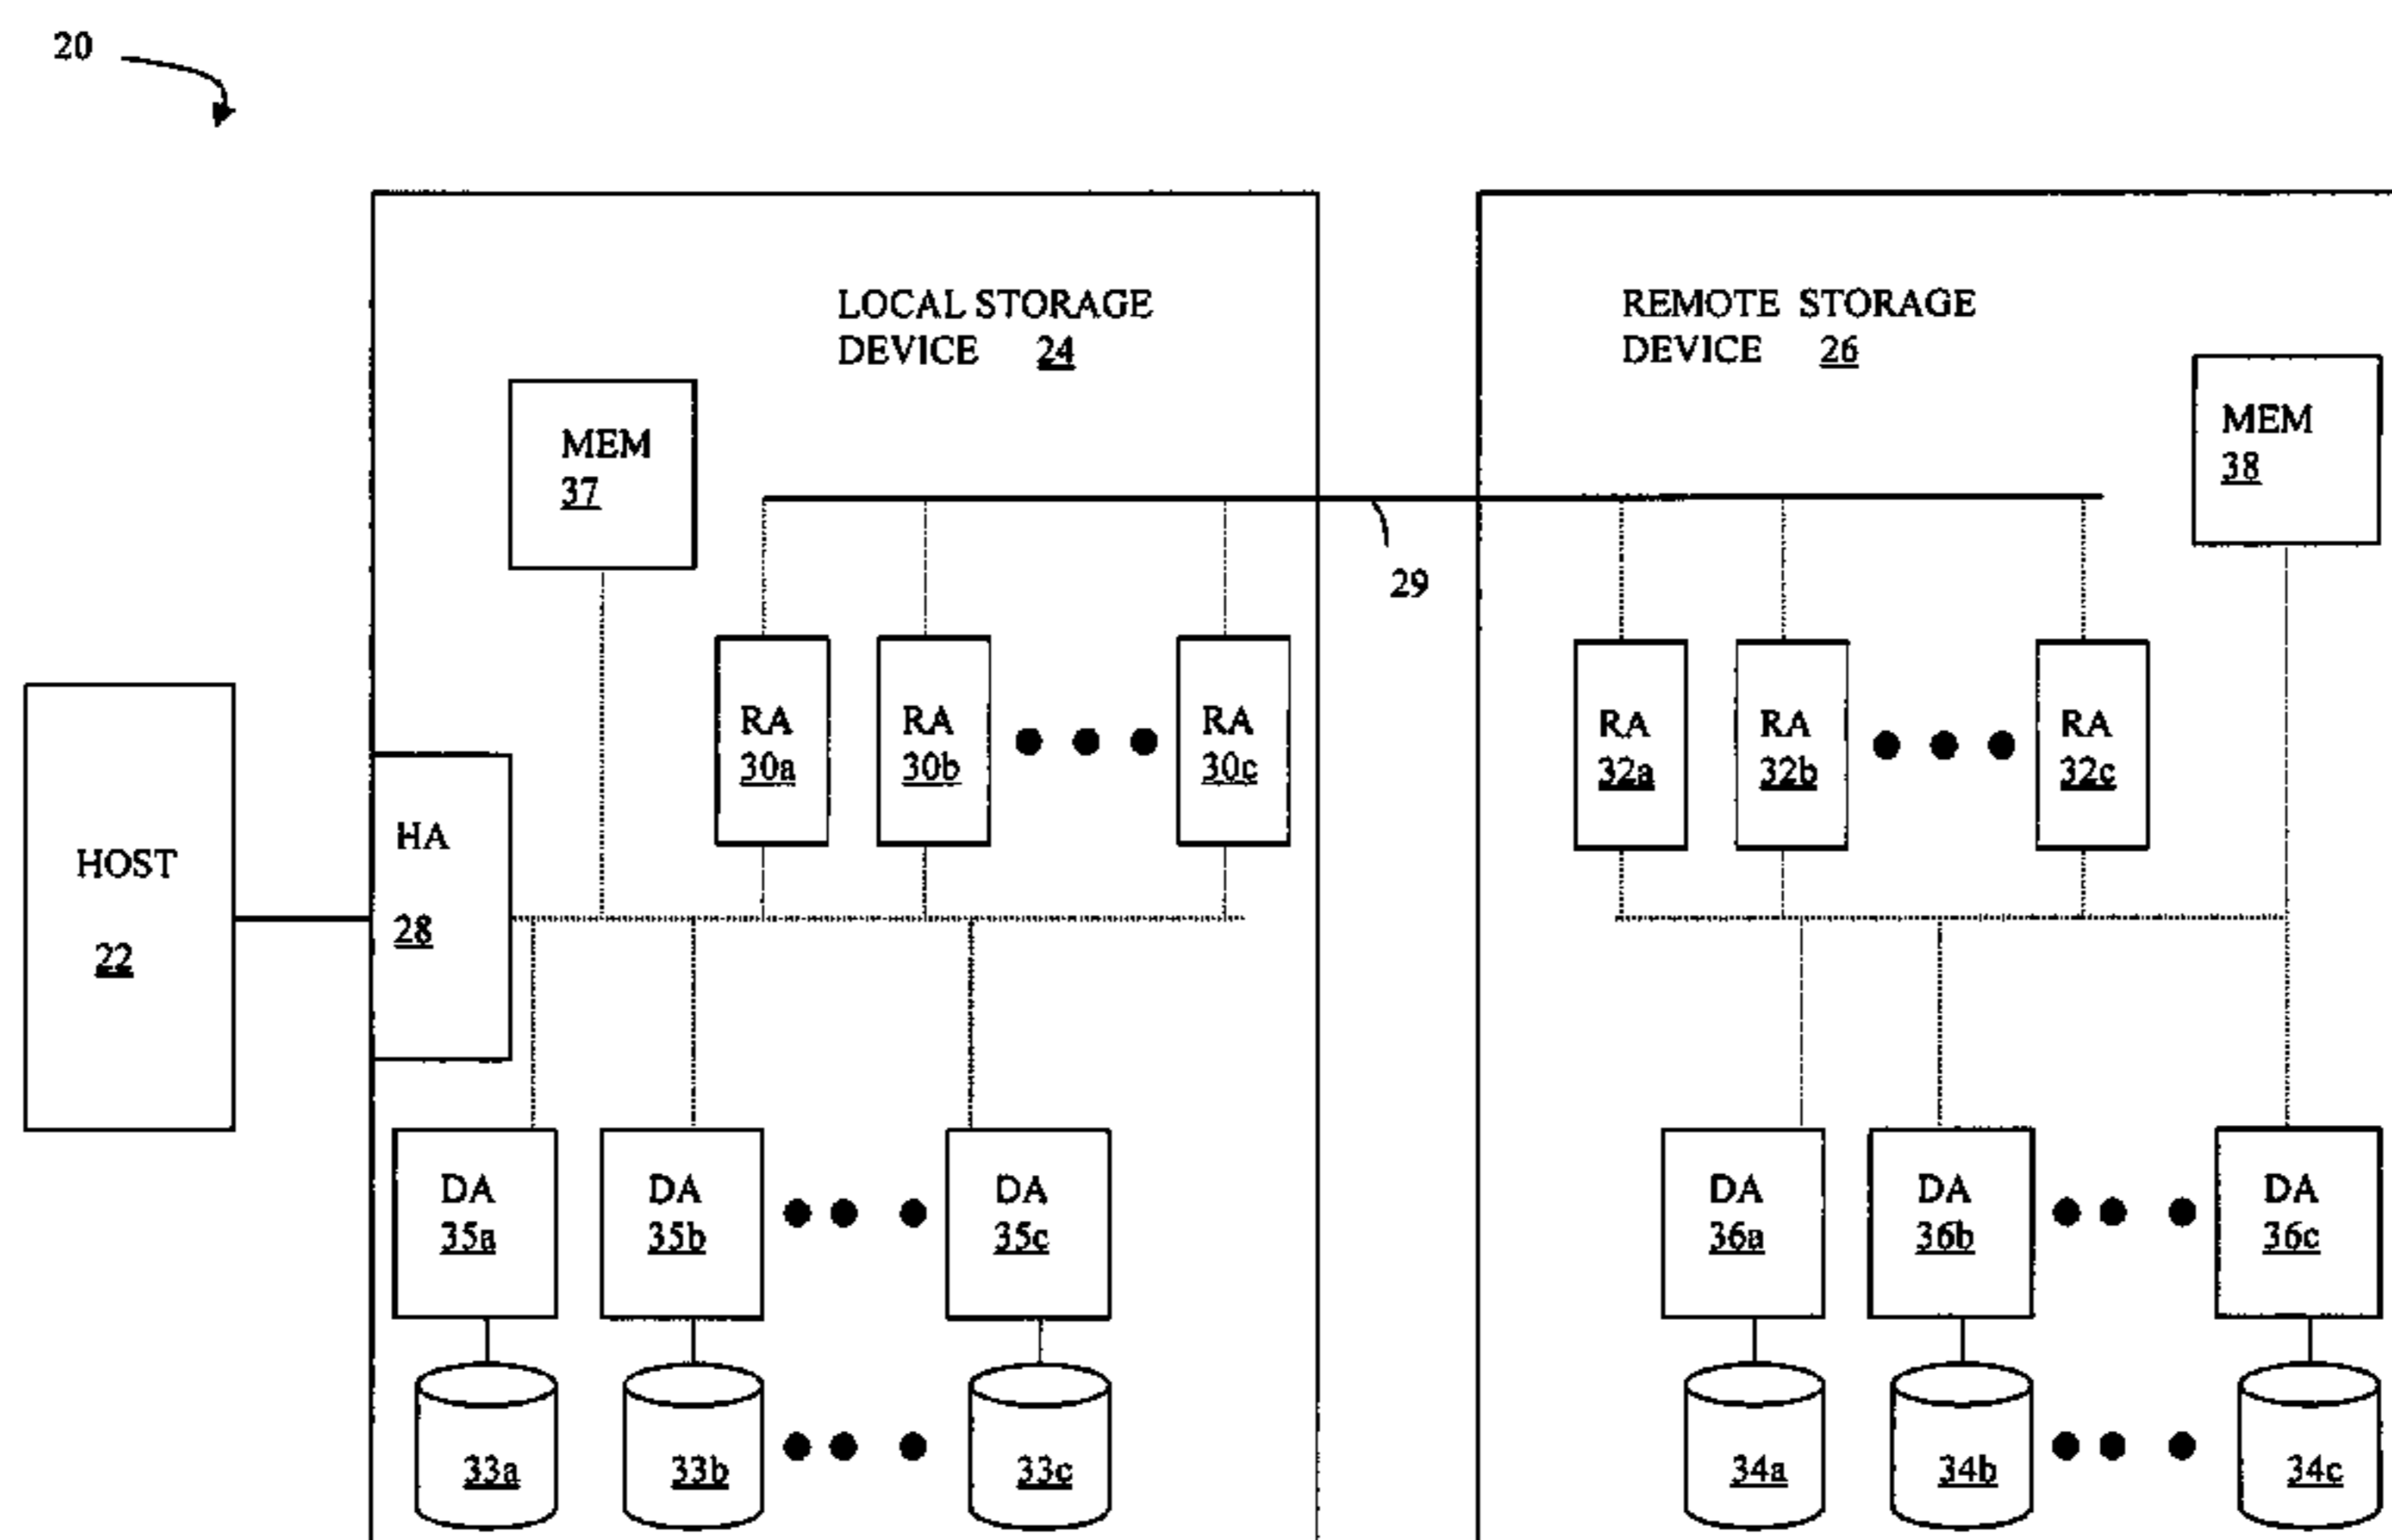 20
LOCAL STORAGE
DEVICE 24
REMOTE STORAGE
DEVICE 26
MEM
37
MEM
38
29
RA
30a
RA
30b
RA
30c
RA
32a
RA
32b
RA
32c
HOST
22
HA
28
DA
35a
DA
35b
DA
35c
DA
36a
DA
36b
DA
36c
33a
33b
33c
34a
34b
34c